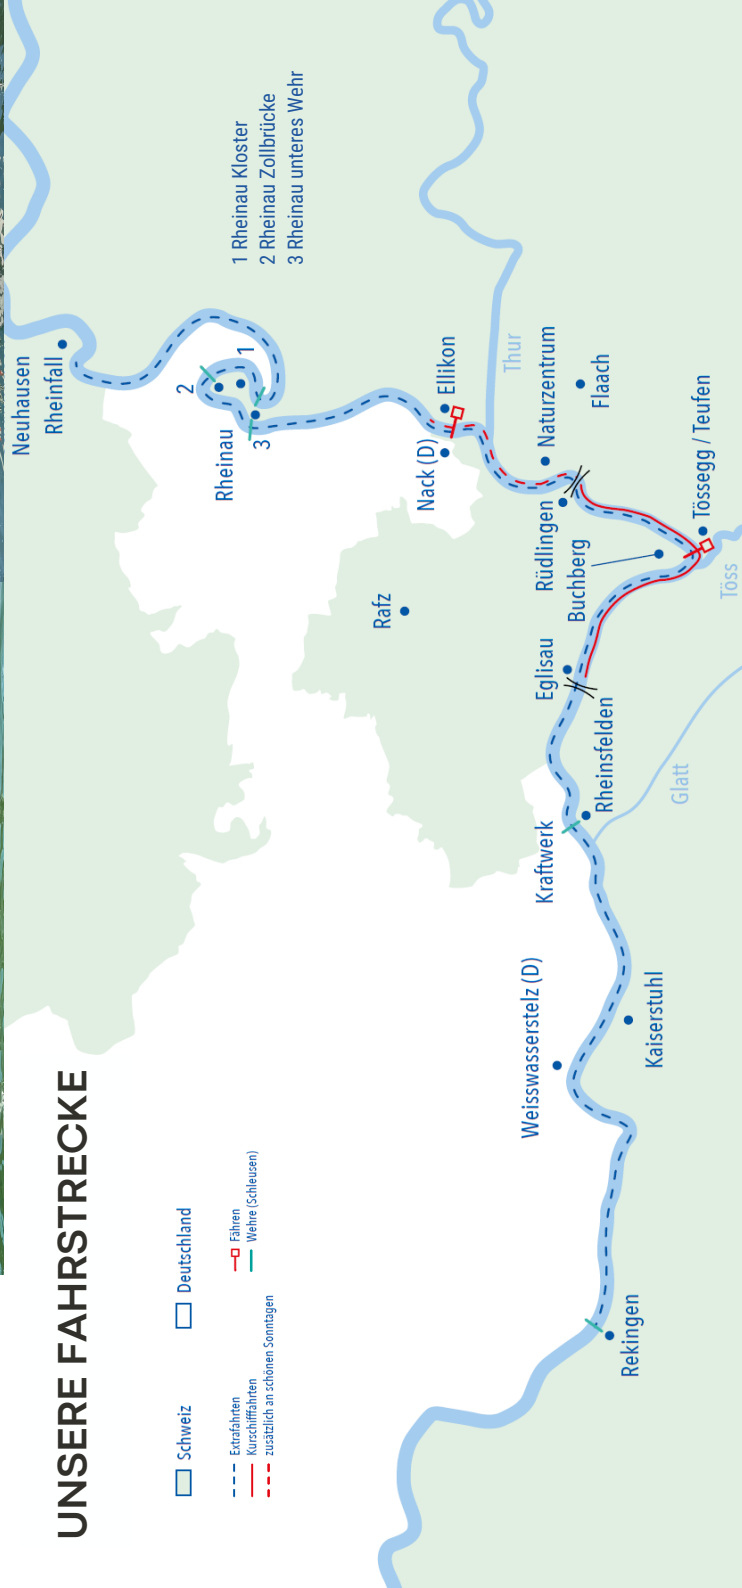 UNSERE FAHRSTRECKE
Schweiz
Deutschland
Extrafahrten
Kursschifffahrten
zusätzlich an schönen Sonntagen
Fähren
Wehre (Schleusen)
Neuhausen
Rheinfall
1 Rheinau Kloster
2 Rheinau Zollbrücke
3 Rheinau unteres Wehr
2
1
3
Rheinau
Nack (D)
Ellikon
Thur
Naturzentrum
Flaach
Rüdlingen
Buchberg
Tössegg / Teufen
Töss
Rafz
Eglisau
Rheinsfelden
Glatt
Kraftwerk
Weisswasserstelz (D)
Kaiserstuhl
Rekingen